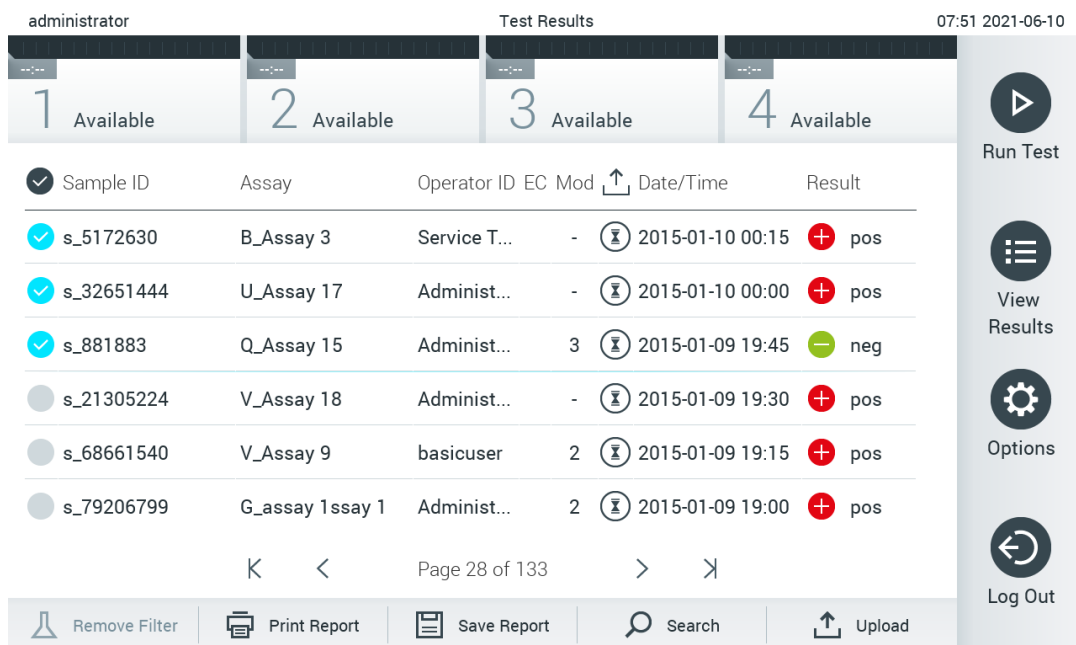 administrator Test Results 07:51 2021-06-10
--:-- --:-- --:-- --:--
1 Available 2 Available 3 Available 4 Available
Run Test
Sample ID Assay Operator ID EC Mod Date/Time Result
s_5172630 B_Assay 3 Service T... - 2015-01-10 00:15 pos
s_32651444 U_Assay 17 Administ... - 2015-01-10 00:00 pos
s_881883 Q_Assay 15 Administ... 3 2015-01-09 19:45 neg
s_21305224 V_Assay 18 Administ... - 2015-01-09 19:30 pos
s_68661540 V_Assay 9 basicuser 2 2015-01-09 19:15 pos
s_79206799 G_assay 1ssay 1 Administ... 2 2015-01-09 19:00 pos
View
Results
Options
Log Out
Page 28 of 133
Remove Filter Print Report Save Report Search Upload